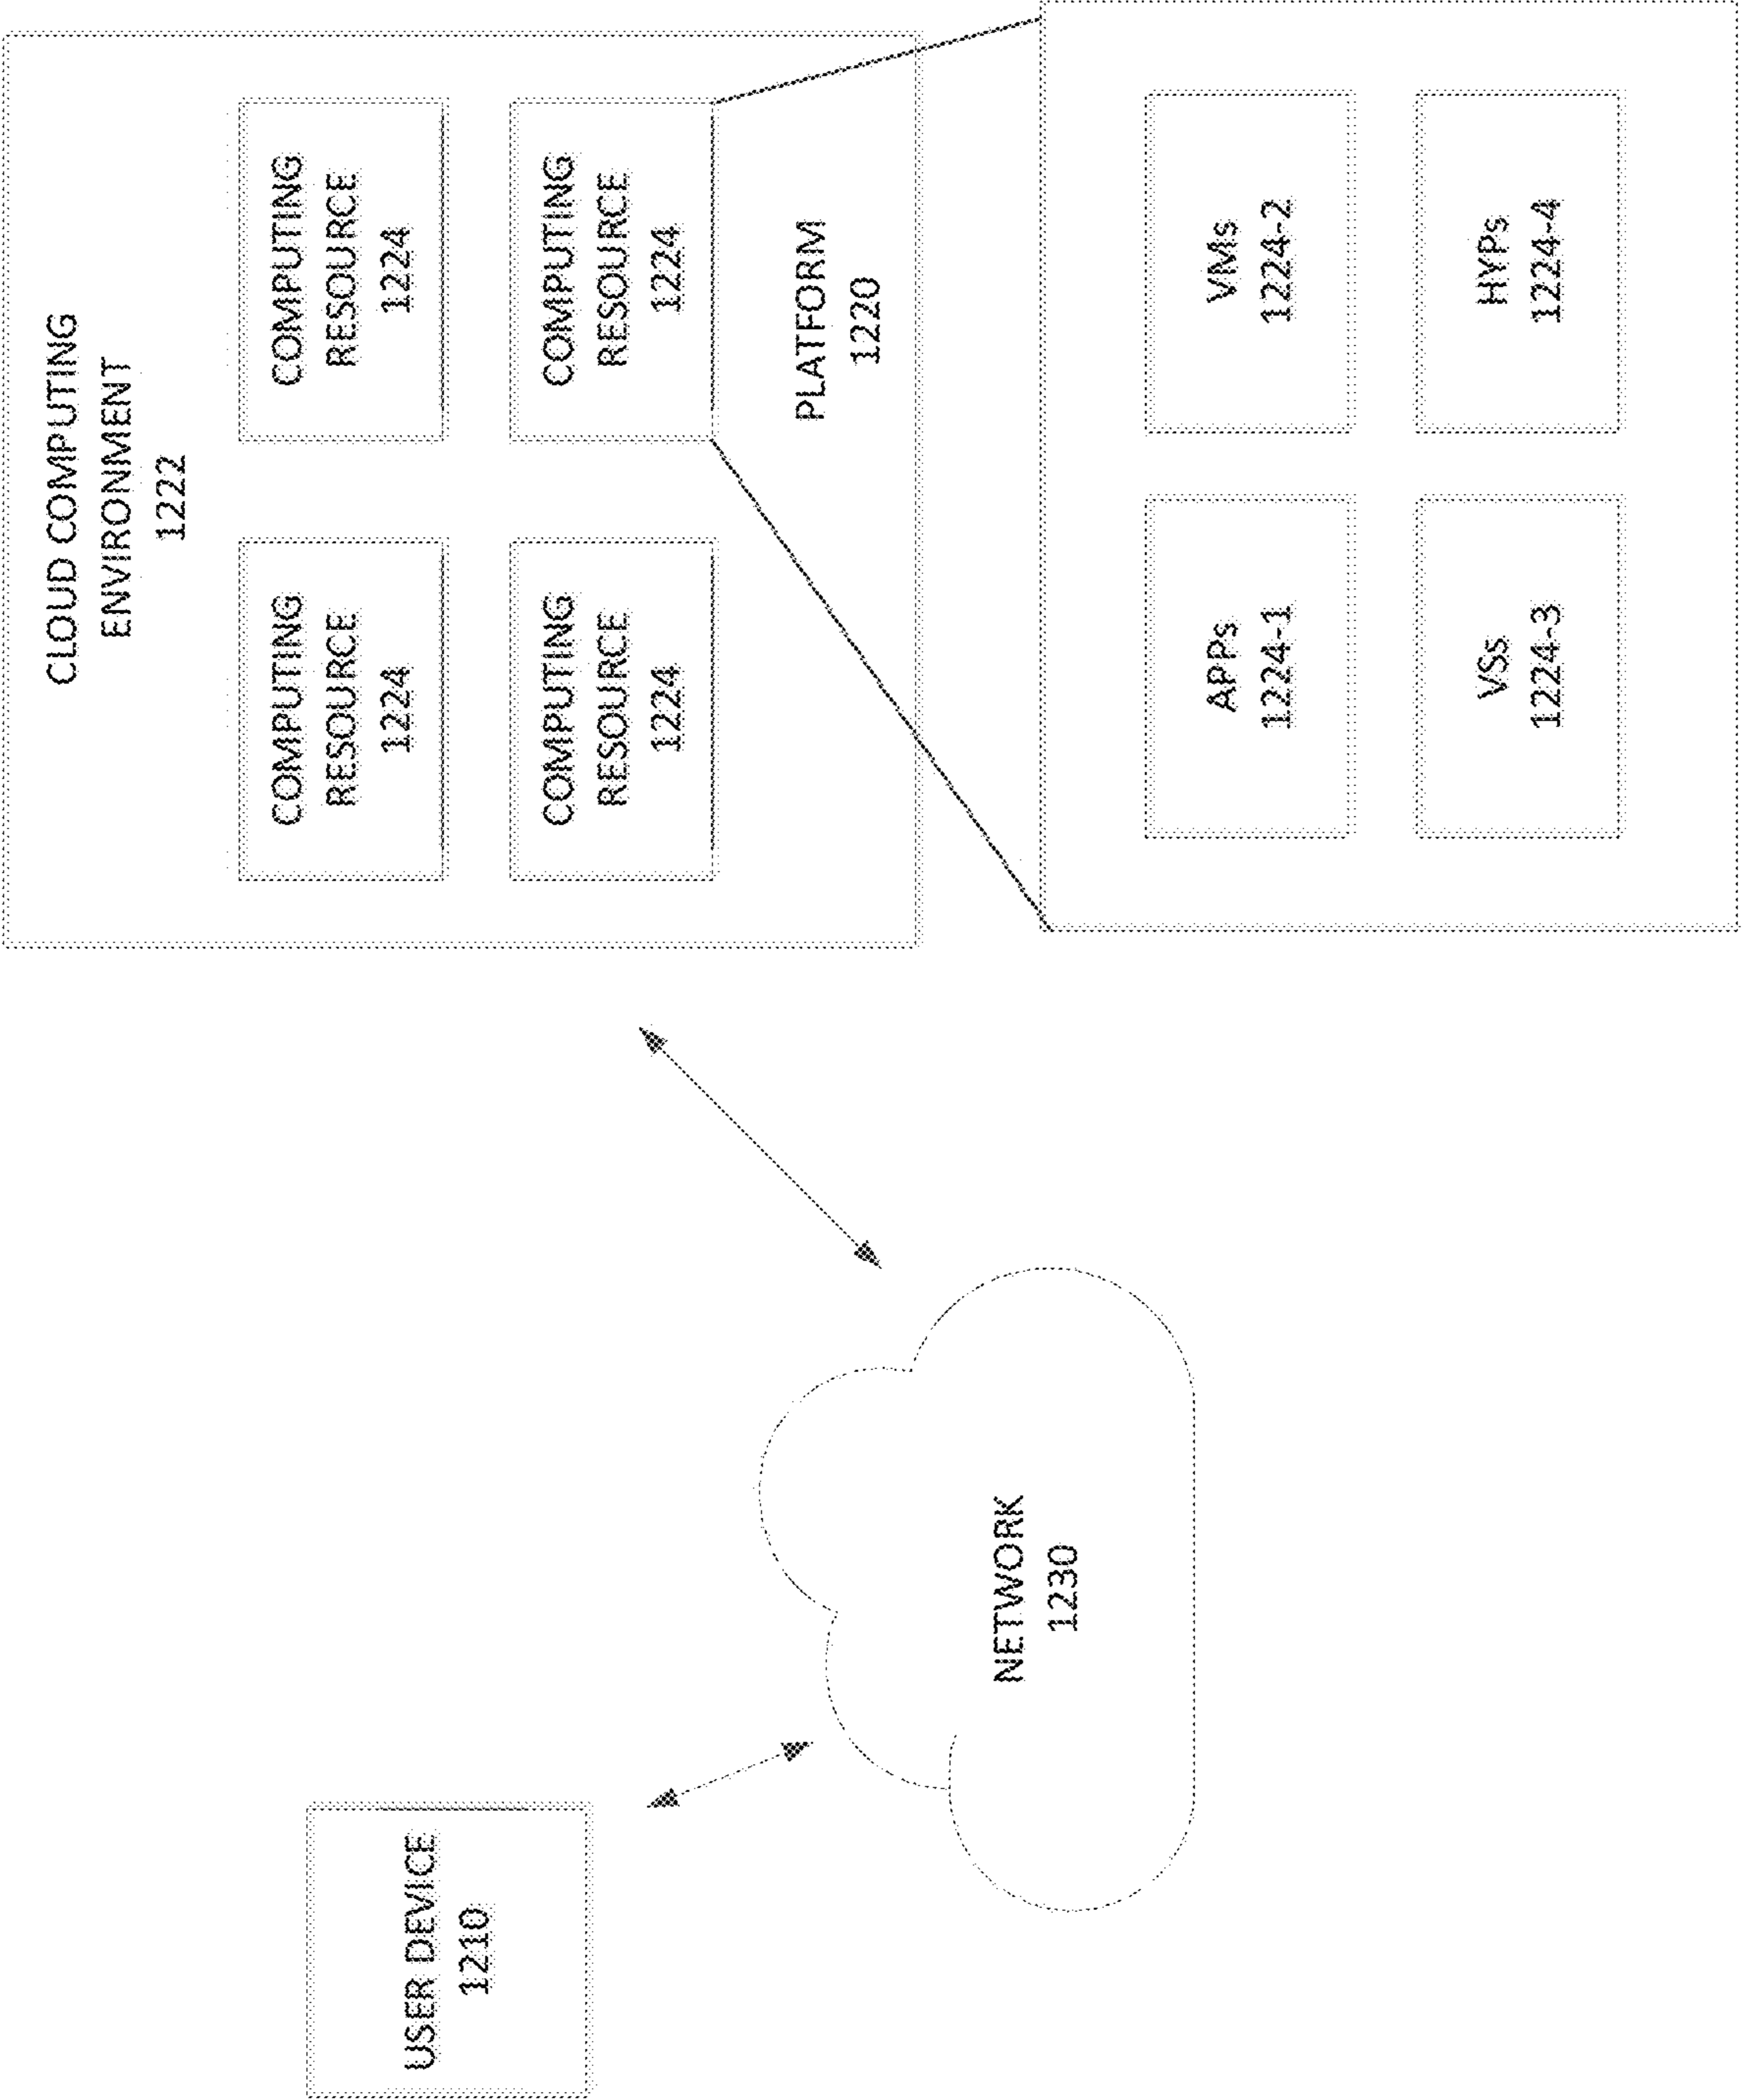 CLOUD COMPUTING
ENVIRONMENT
1222
COMPUTING
RESOURCE
1224
COMPUTING
RESOURCE
1224
COMPUTING
RESOURCE
1224
COMPUTING
RESOURCE
1224
PLATFORM
1220
USER DEVICE
1210
NETWORK
1230
APPs
1224-1
VMs
1224-2
VSs
1224-3
HYPs
1224-4